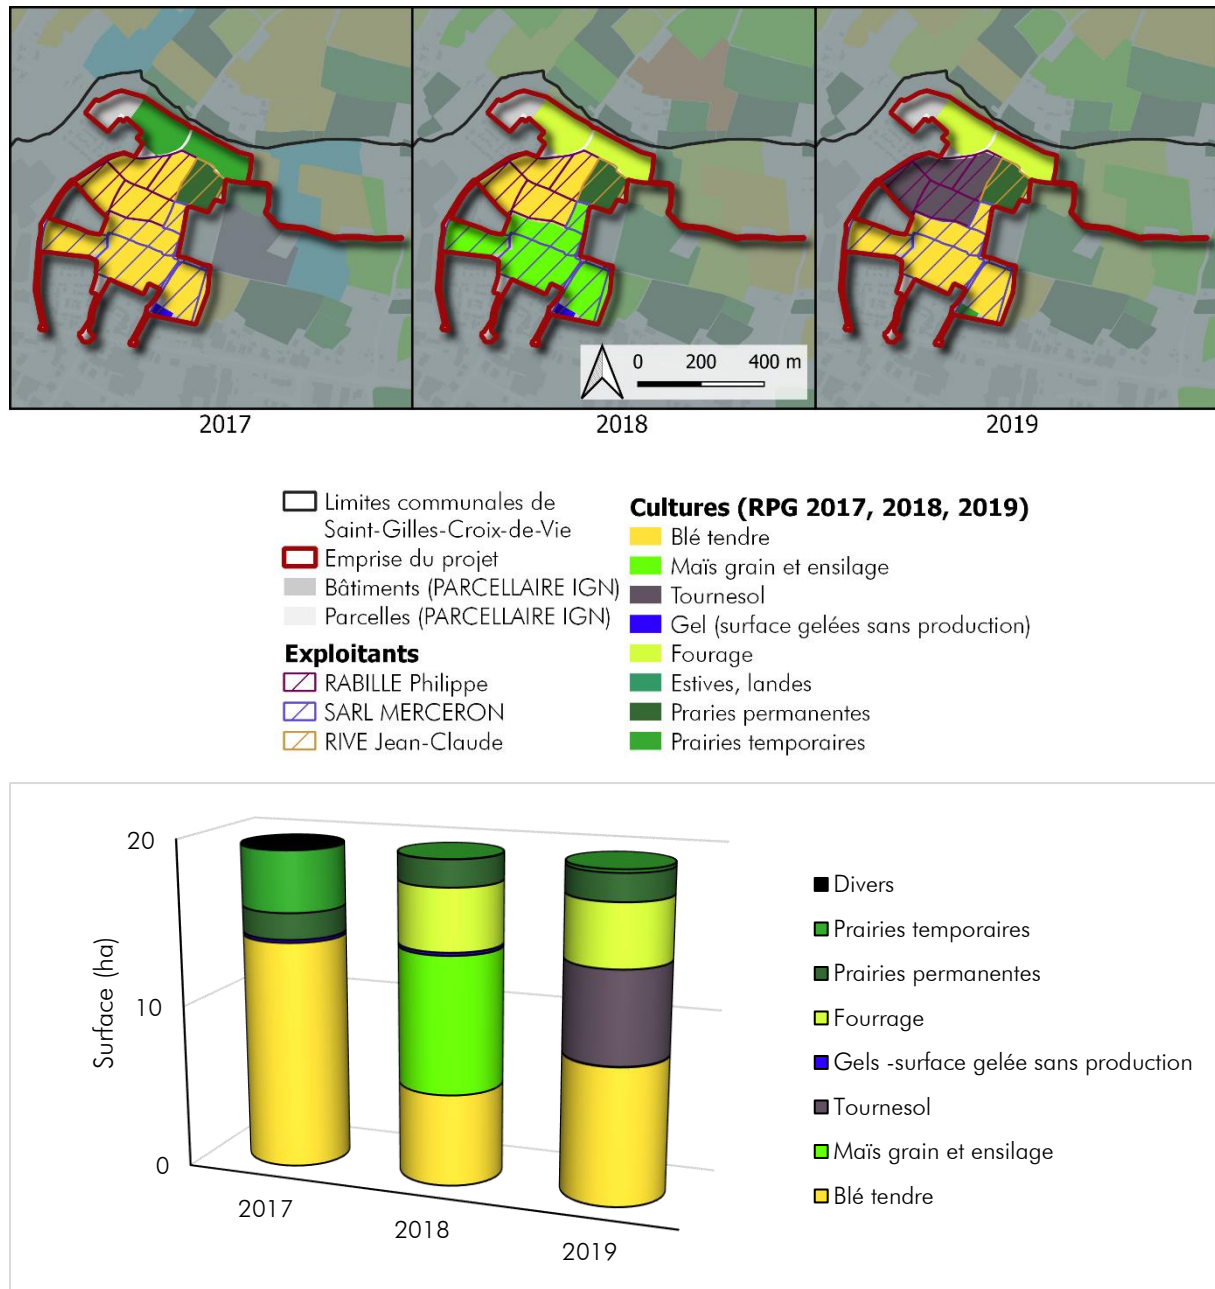 0 200 400 m
2017 2018 2019
Limites communales de
Saint-Gilles-Croix-de-Vie
Emprise du projet
Bâtiments (PARCELLAIRE IGN)
Parcelles (PARCELLAIRE IGN)
Exploitants
RABILLE Philippe
SARL MERCERON
RIVE Jean-Claude
Cultures (RPG 2017, 2018, 2019)
Blé tendre
Maïs grain et ensilage
Tournesol
Gel (surface gelées sans production)
Fourage
Estives, landes
Praries permanentes
Prairies temporaires
20
10
0
Surface (ha)
2017
2018
2019
Divers
Prairies temporaires
Prairies permanentes
Fourrage
Gels -surface gelée sans production
Tournesol
Maïs grain et ensilage
Blé tendre